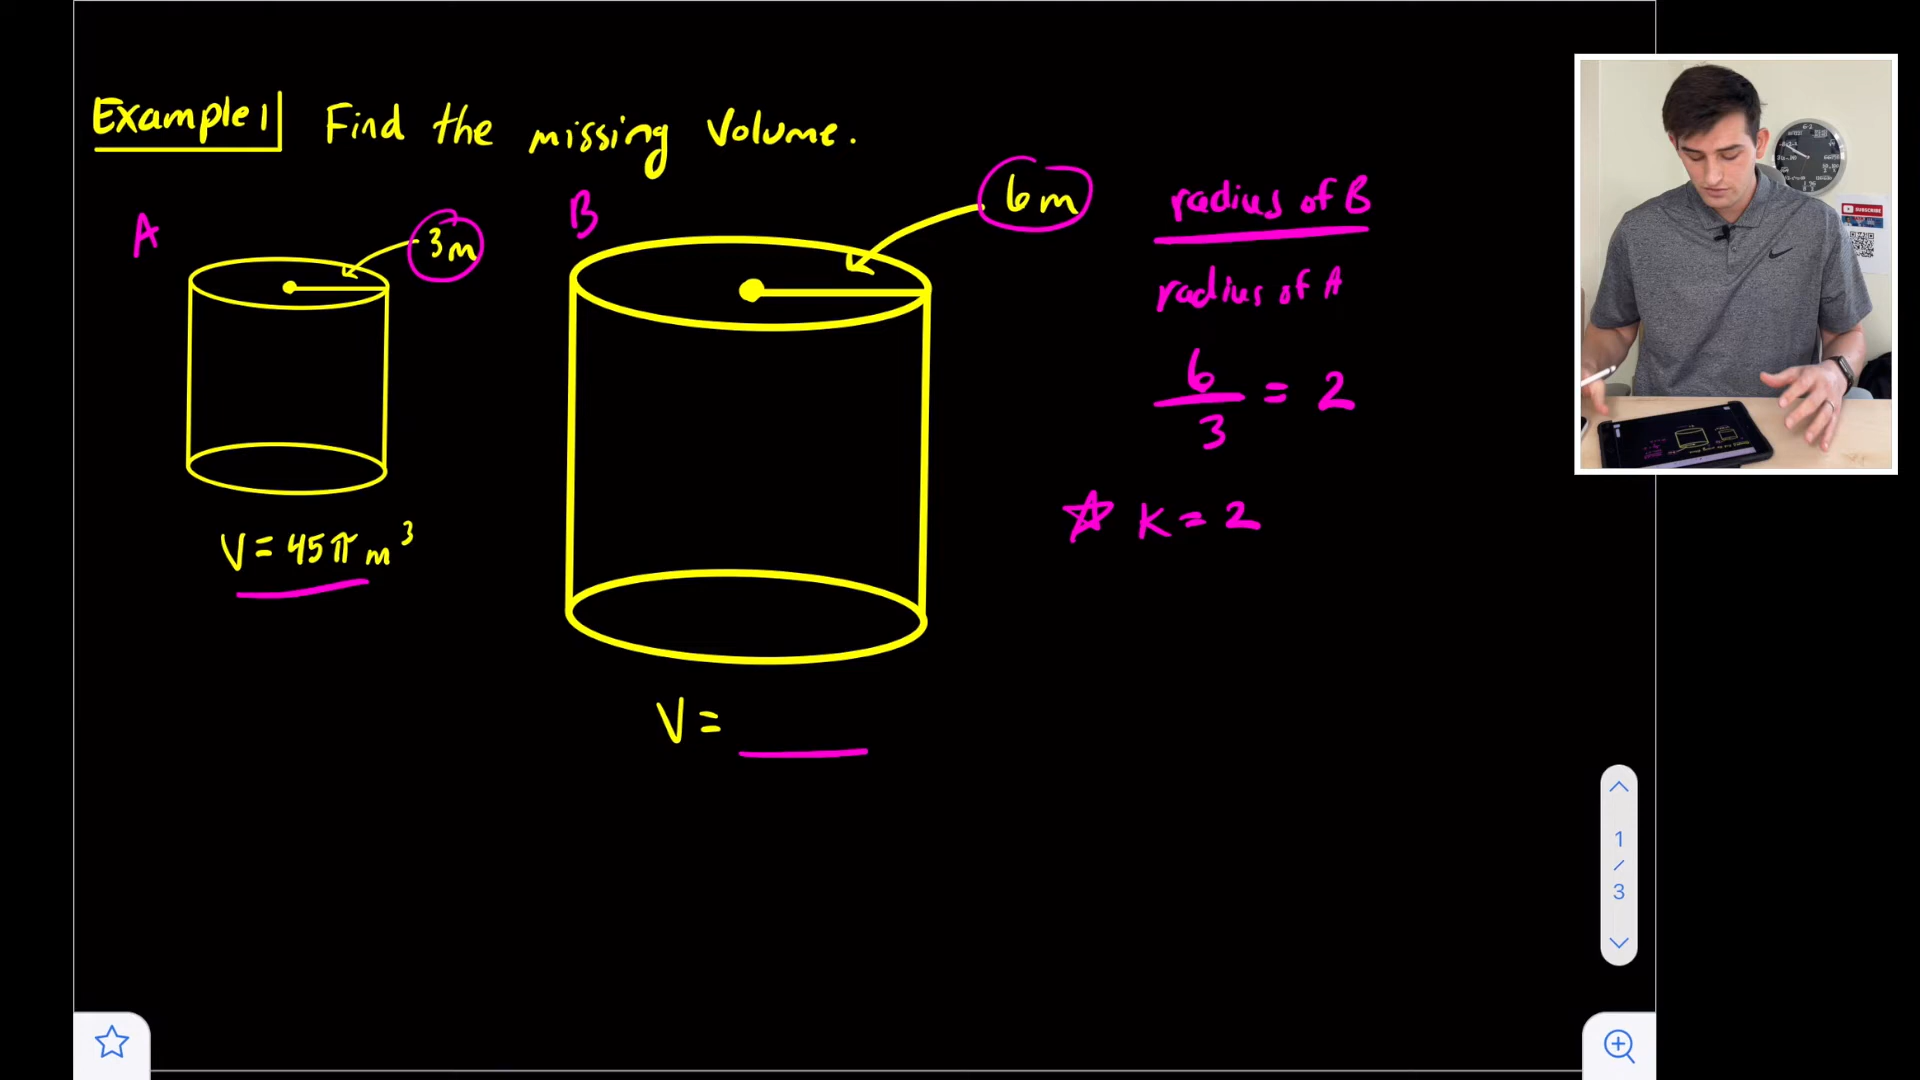 Example 1 Find the missing Volume.
A
3m
B
6m
radius of B
radius of A
6
3
= 2
☆ K = 2
V = 45π m³
V =
SUBSCRIBE
1
/
3